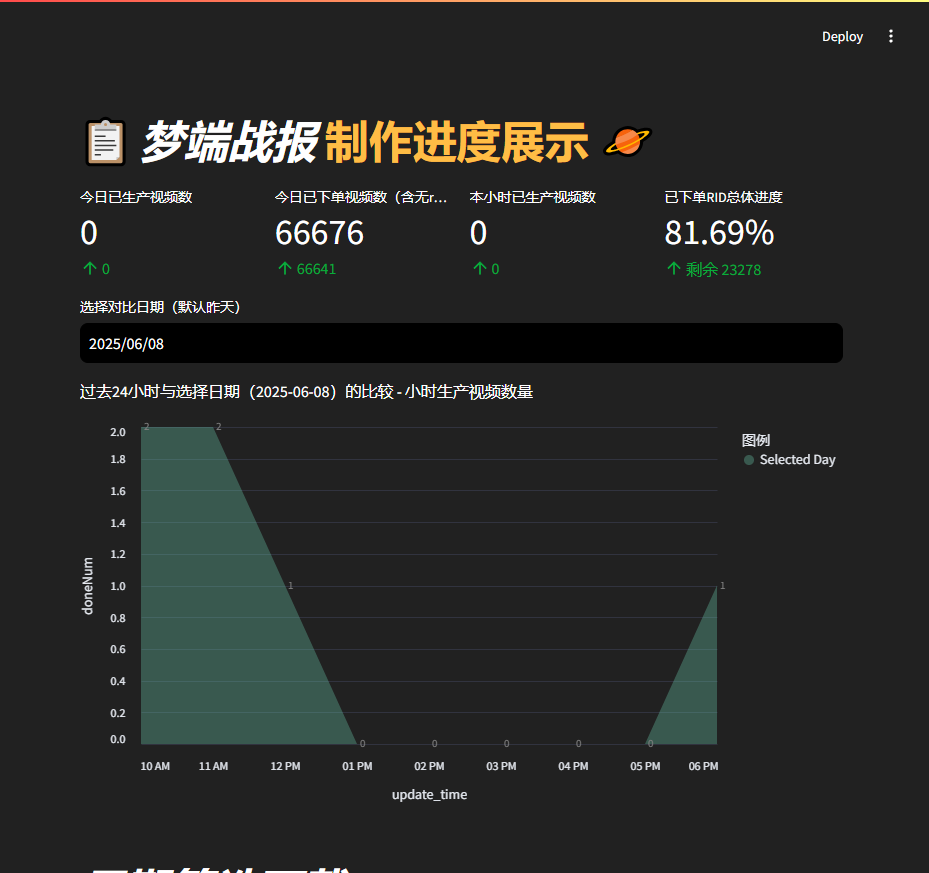 Deploy
梦端战报 制作进度展示
今日已生产视频数
0
↑ 0
今日已下单视频数（含无r…
66676
↑ 66641
本小时已生产视频数
0
↑ 0
已下单RID总体进度
81.69%
↑ 剩余 23278
选择对比日期（默认昨天）
2025/06/08
过去24小时与选择日期（2025-06-08）的比较 - 小时生产视频数量
图例
Selected Day
doneNum
2.0
1.8
1.6
1.4
1.2
1.0
0.8
0.6
0.4
0.2
0.0
2 2 1 0 0 0 0 0 1
10 AM 11 AM 12 PM 01 PM 02 PM 03 PM 04 PM 05 PM 06 PM
update_time